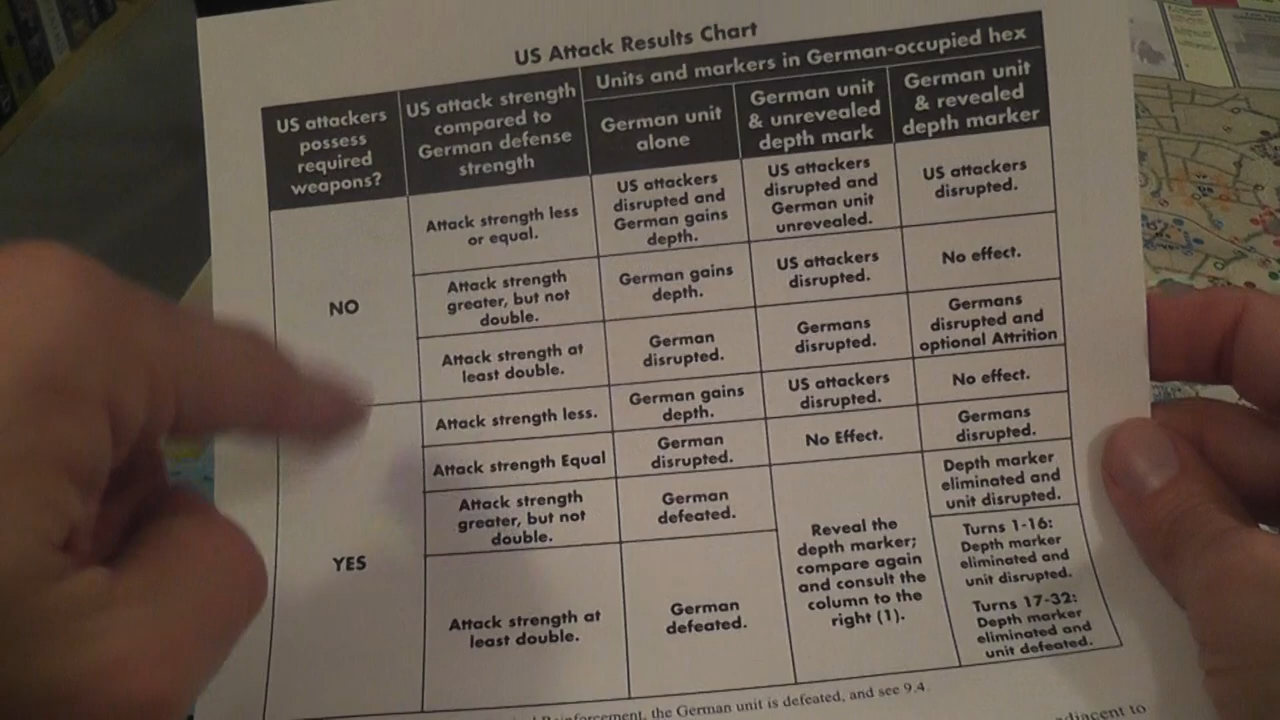 US Attack Results Chart
US attackers
possess
required
weapons?
US attack strength
compared to
German defense
strength
Units and markers in German-occupied hex
German unit
alone
German unit
& unrevealed
depth mark
German unit
& revealed
depth marker
NO
Attack strength less
or equal.
US attackers
disrupted and
German gains
depth.
US attackers
disrupted and
German unit
unrevealed.
US attackers
disrupted.
Attack strength
greater, but not
double.
German gains
depth.
US attackers
disrupted.
No effect.
Attack strength at
least double.
German
disrupted.
Germans
disrupted.
Germans
disrupted and
optional Attrition
YES
Attack strength less.
German gains
depth.
US attackers
disrupted.
No effect.
Attack strength Equal
German
disrupted.
No Effect.
Germans
disrupted.
Attack strength
greater, but not
double.
German
defeated.
Reveal the
depth marker;
compare again
and consult the
column to the
right (1).
Depth marker
eliminated and
unit disrupted.
Attack strength at
least double.
German
defeated.
Turns 1-16:
Depth marker
eliminated and
unit disrupted.
Turns 17-32:
Depth marker
eliminated and
unit defeated.
the German unit is defeated, and see 9.4.
adjacent to